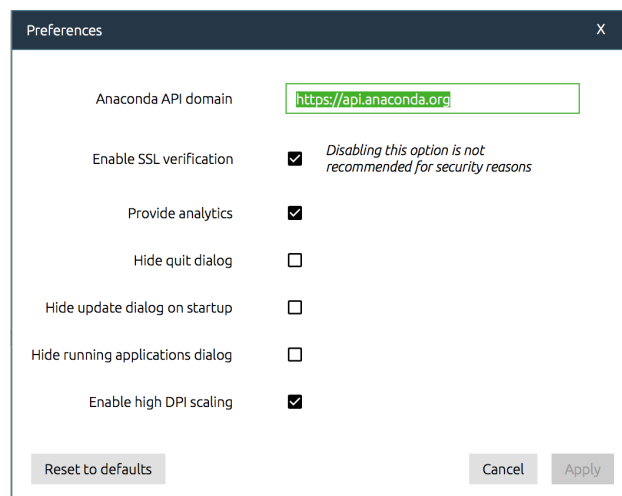 Preferences X
Anaconda API domain https://api.anaconda.org
Enable SSL verification Disabling this option is not
recommended for security reasons
Provide analytics
Hide quit dialog
Hide update dialog on startup
Hide running applications dialog
Enable high DPI scaling
Reset to defaults Cancel Apply